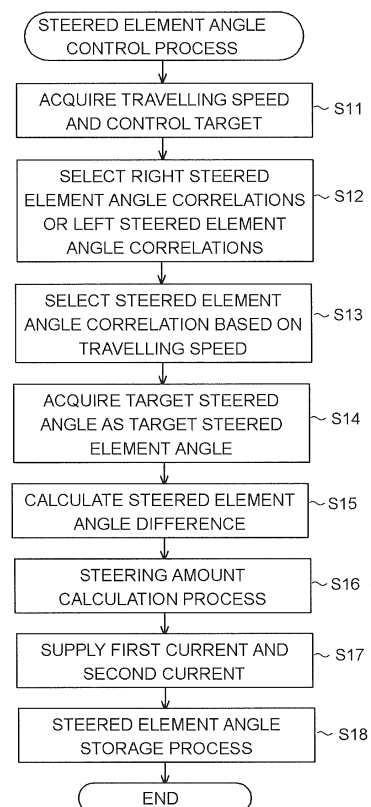 STEERED ELEMENT ANGLE
CONTROL PROCESS
ACQUIRE TRAVELLING SPEED
AND CONTROL TARGET
S11
SELECT RIGHT STEERED
ELEMENT ANGLE CORRELATIONS
OR LEFT STEERED ELEMENT
ANGLE CORRELATIONS
S12
SELECT STEERED ELEMENT
ANGLE CORRELATION BASED ON
TRAVELLING SPEED
S13
ACQUIRE TARGET STEERED
ANGLE AS TARGET STEERED
ELEMENT ANGLE
S14
CALCULATE STEERED ELEMENT
ANGLE DIFFERENCE
S15
STEERING AMOUNT
CALCULATION PROCESS
S16
SUPPLY FIRST CURRENT AND
SECOND CURRENT
S17
STEERED ELEMENT ANGLE
STORAGE PROCESS
S18
END